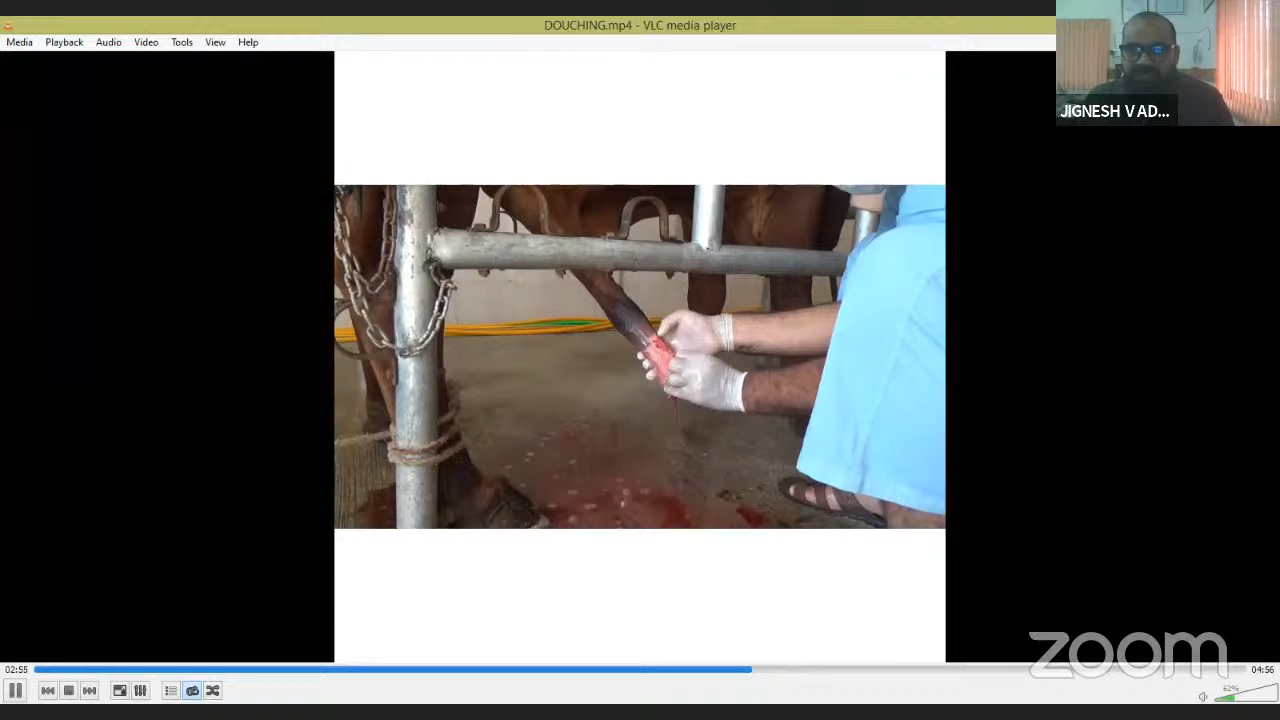 DOUCHING.mp4 - VLC media player
Media Playback Audio Video Tools View Help
JIGNESH V AD...
zoom
02:55
04:56
62%